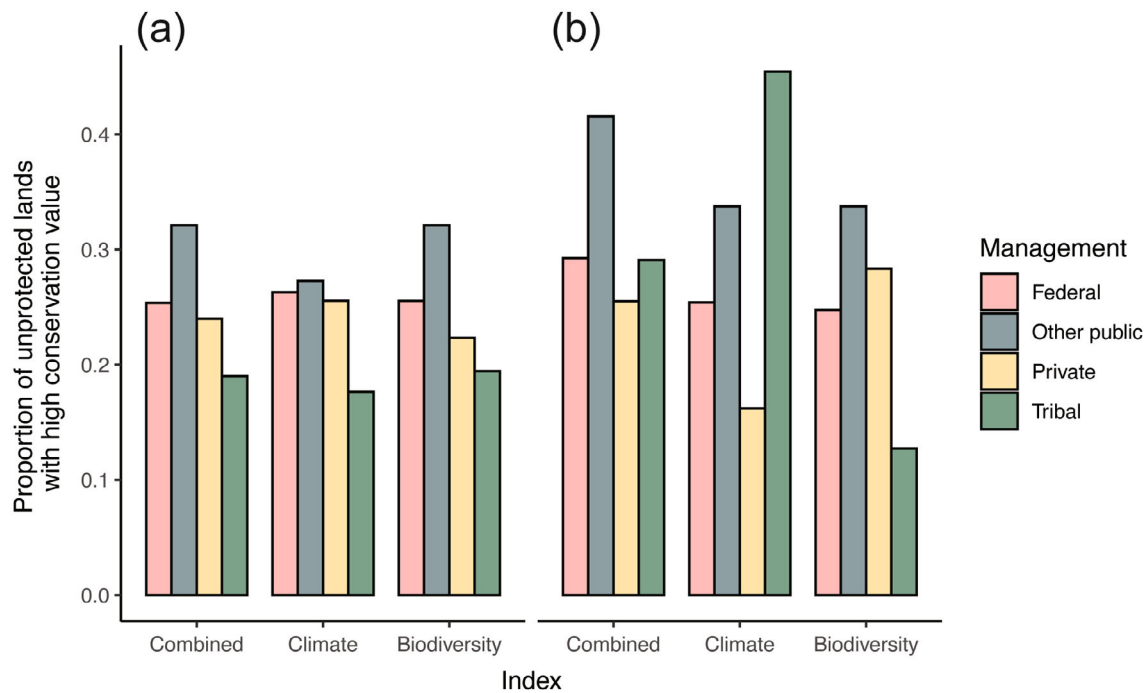 (a)
(b)
Proportion of unprotected lands
with high conservation value
0.4
0.3
0.2
0.1
0.0
Combined
Climate
Biodiversity
Combined
Climate
Biodiversity
Index
Management
Federal
Other public
Private
Tribal